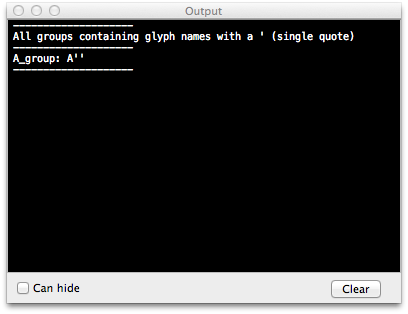 Output
--------------------
All groups containing glyph names with a ' (single quote)
--------------------
A_group: A''
--------------------
Can hide
Clear